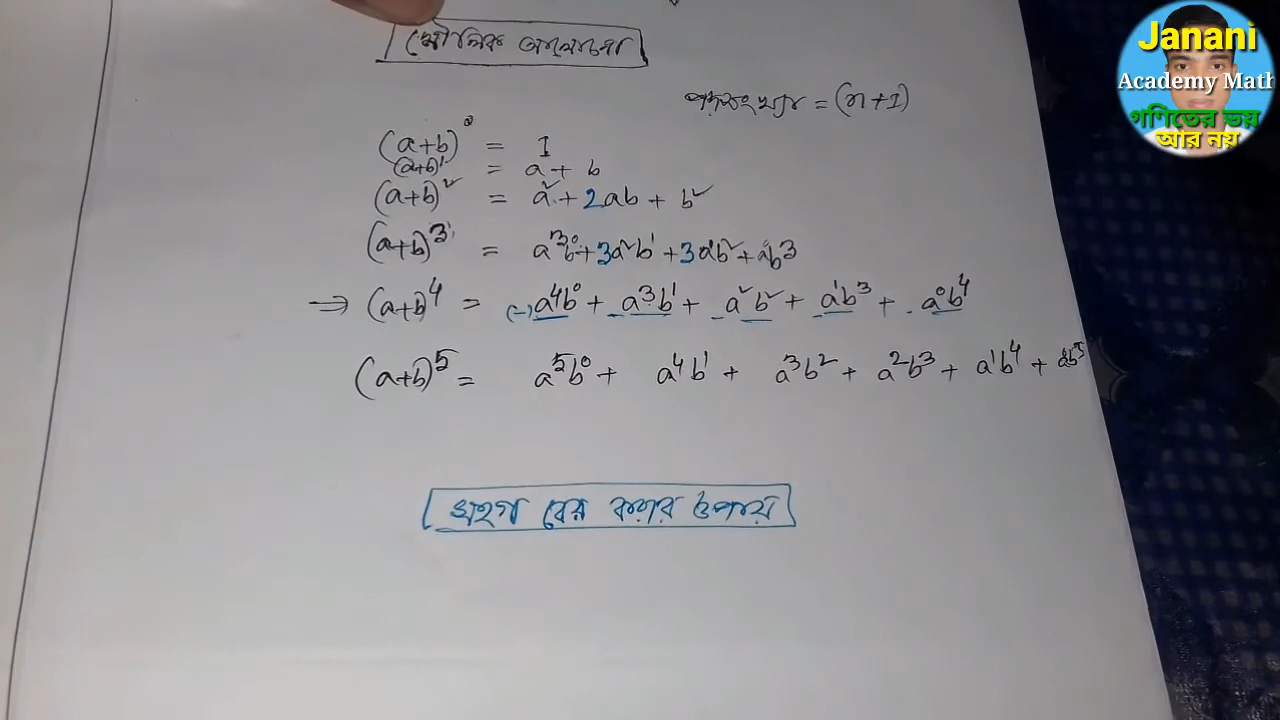 মৌলিক আলোচনা
পদসংখ্যা = (n+1)
(a+b)⁰ = 1
(a+b)¹ = a + b
(a+b)² = a² + 2ab + b²
(a+b)³ = a³b⁰ + 3a²b¹ + 3a¹b² + a⁰b³
⇒ (a+b)⁴ = (–) a⁴b⁰ + a³b¹ + a²b² + a¹b³ + a⁰b⁴
(a+b)⁵ = a⁵b⁰ + a⁴b¹ + a³b² + a²b³ + a¹b⁴ + a⁰b⁵
সহগ বের করার উপায়
Janani
Academy Math
গণিতের ভয়
আর নয়